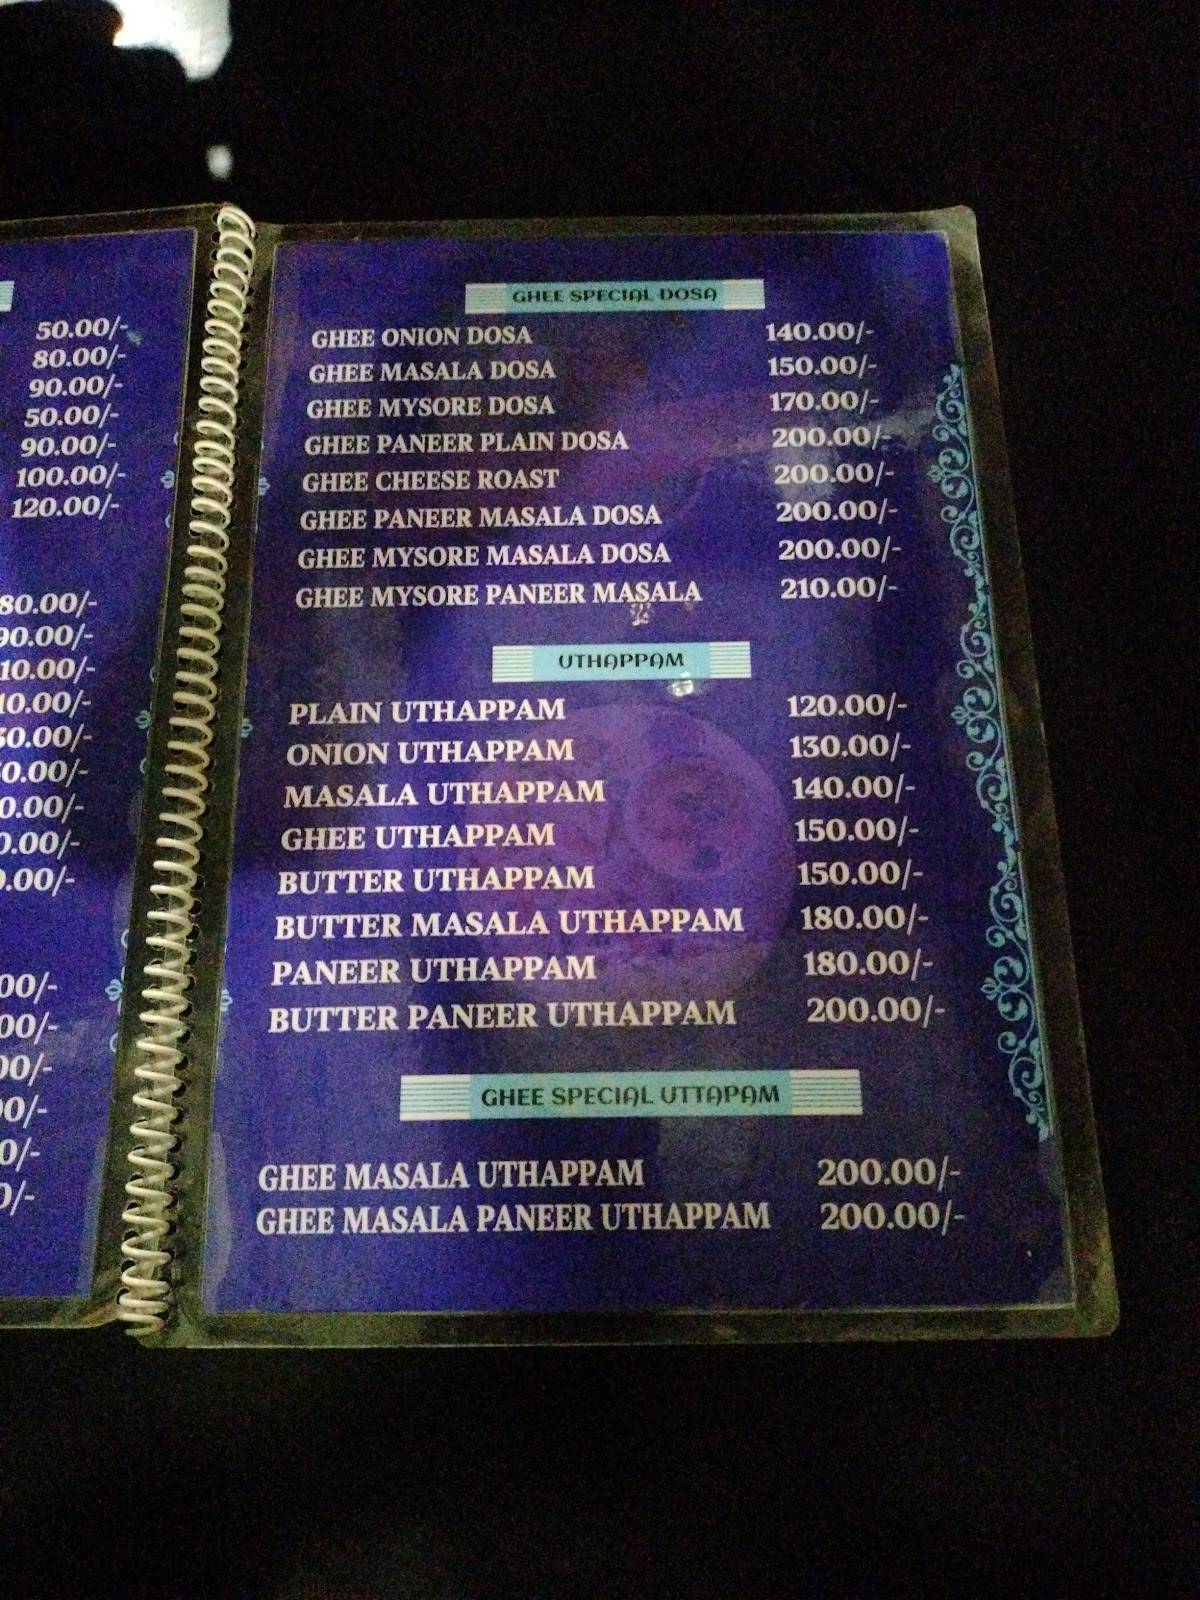 50.00/-
80.00/-
90.00/-
50.00/-
90.00/-
100.00/-
120.00/-
GHEE SPECIAL DOSA
GHEE ONION DOSA 140.00/-
GHEE MASALA DOSA 150.00/-
GHEE MYSORE DOSA 170.00/-
GHEE PANEER PLAIN DOSA 200.00/-
GHEE CHEESE ROAST 200.00/-
GHEE PANEER MASALA DOSA 200.00/-
GHEE MYSORE MASALA DOSA 200.00/-
GHEE MYSORE PANEER MASALA 210.00/-
UTHAPPAM
PLAIN UTHAPPAM 120.00/-
ONION UTHAPPAM 130.00/-
MASALA UTHAPPAM 140.00/-
GHEE UTHAPPAM 150.00/-
BUTTER UTHAPPAM 150.00/-
BUTTER MASALA UTHAPPAM 180.00/-
PANEER UTHAPPAM 180.00/-
BUTTER PANEER UTHAPPAM 200.00/-
GHEE SPECIAL UTTAPAM
GHEE MASALA UTHAPPAM 200.00/-
GHEE MASALA PANEER UTHAPPAM 200.00/-